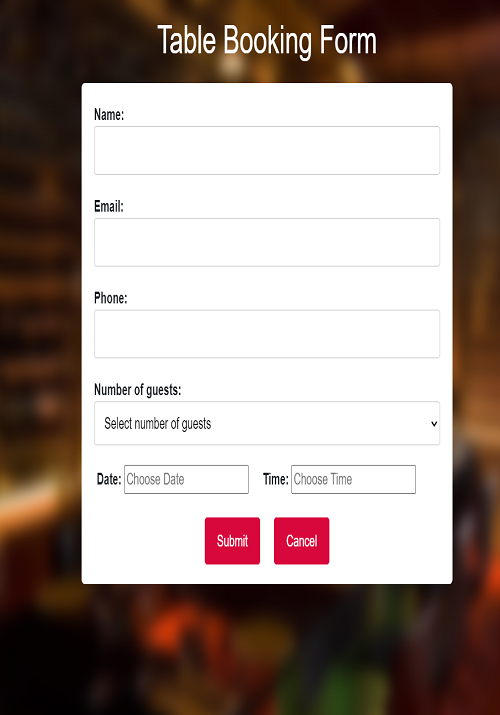 Table Booking Form
Name:
Email:
Phone:
Number of guests:
Select number of guests
Date: Choose Date Time: Choose Time
Submit Cancel